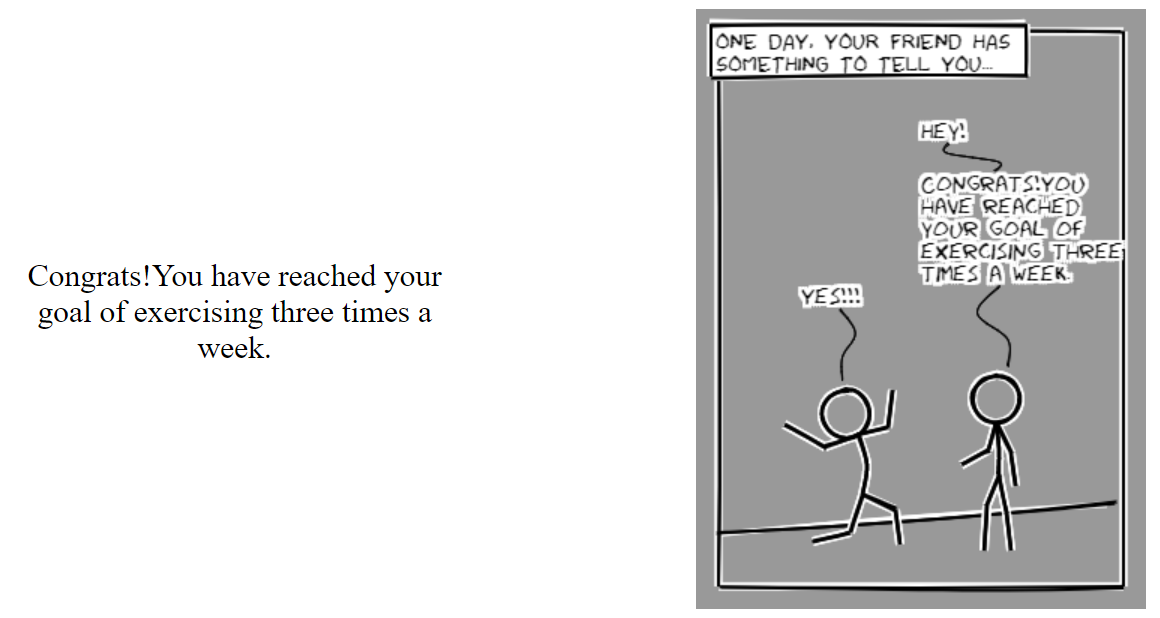 Congrats!You have reached your
goal of exercising three times a
week.
ONE DAY, YOUR FRIEND HAS
SOMETHING TO TELL YOU...
HEY!
CONGRATS!YOU
HAVE REACHED
YOUR GOAL OF
EXERCISING THREE
TIMES A WEEK.
YES!!!